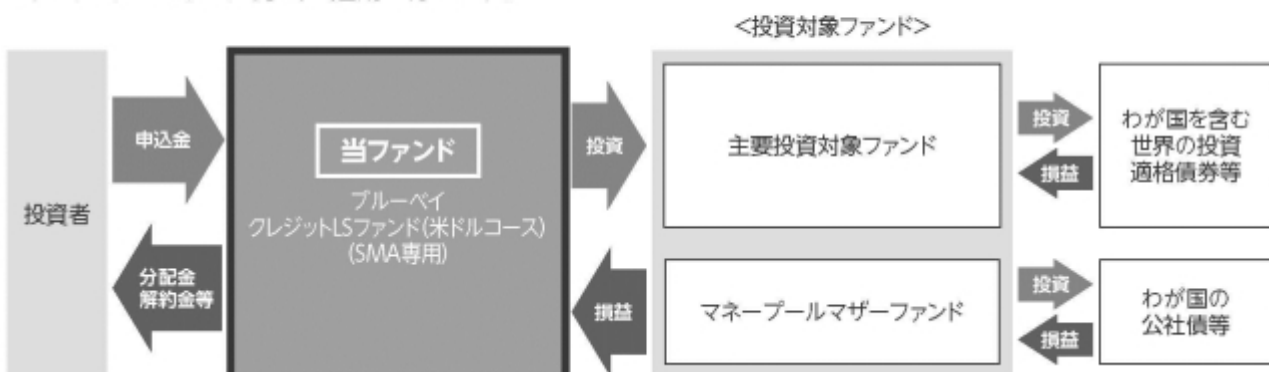 <投資対象ファンド>
投資者
申込金
分配金
解約金等
当ファンド
ブルーベイ
クレジットLSファンド(米ドルコース)
(SMA専用)
投資
損益
主要投資対象ファンド
マネープールマザーファンド
投資
損益
わが国を含む
世界の投資
適格債券等
投資
損益
わが国の
公社債等